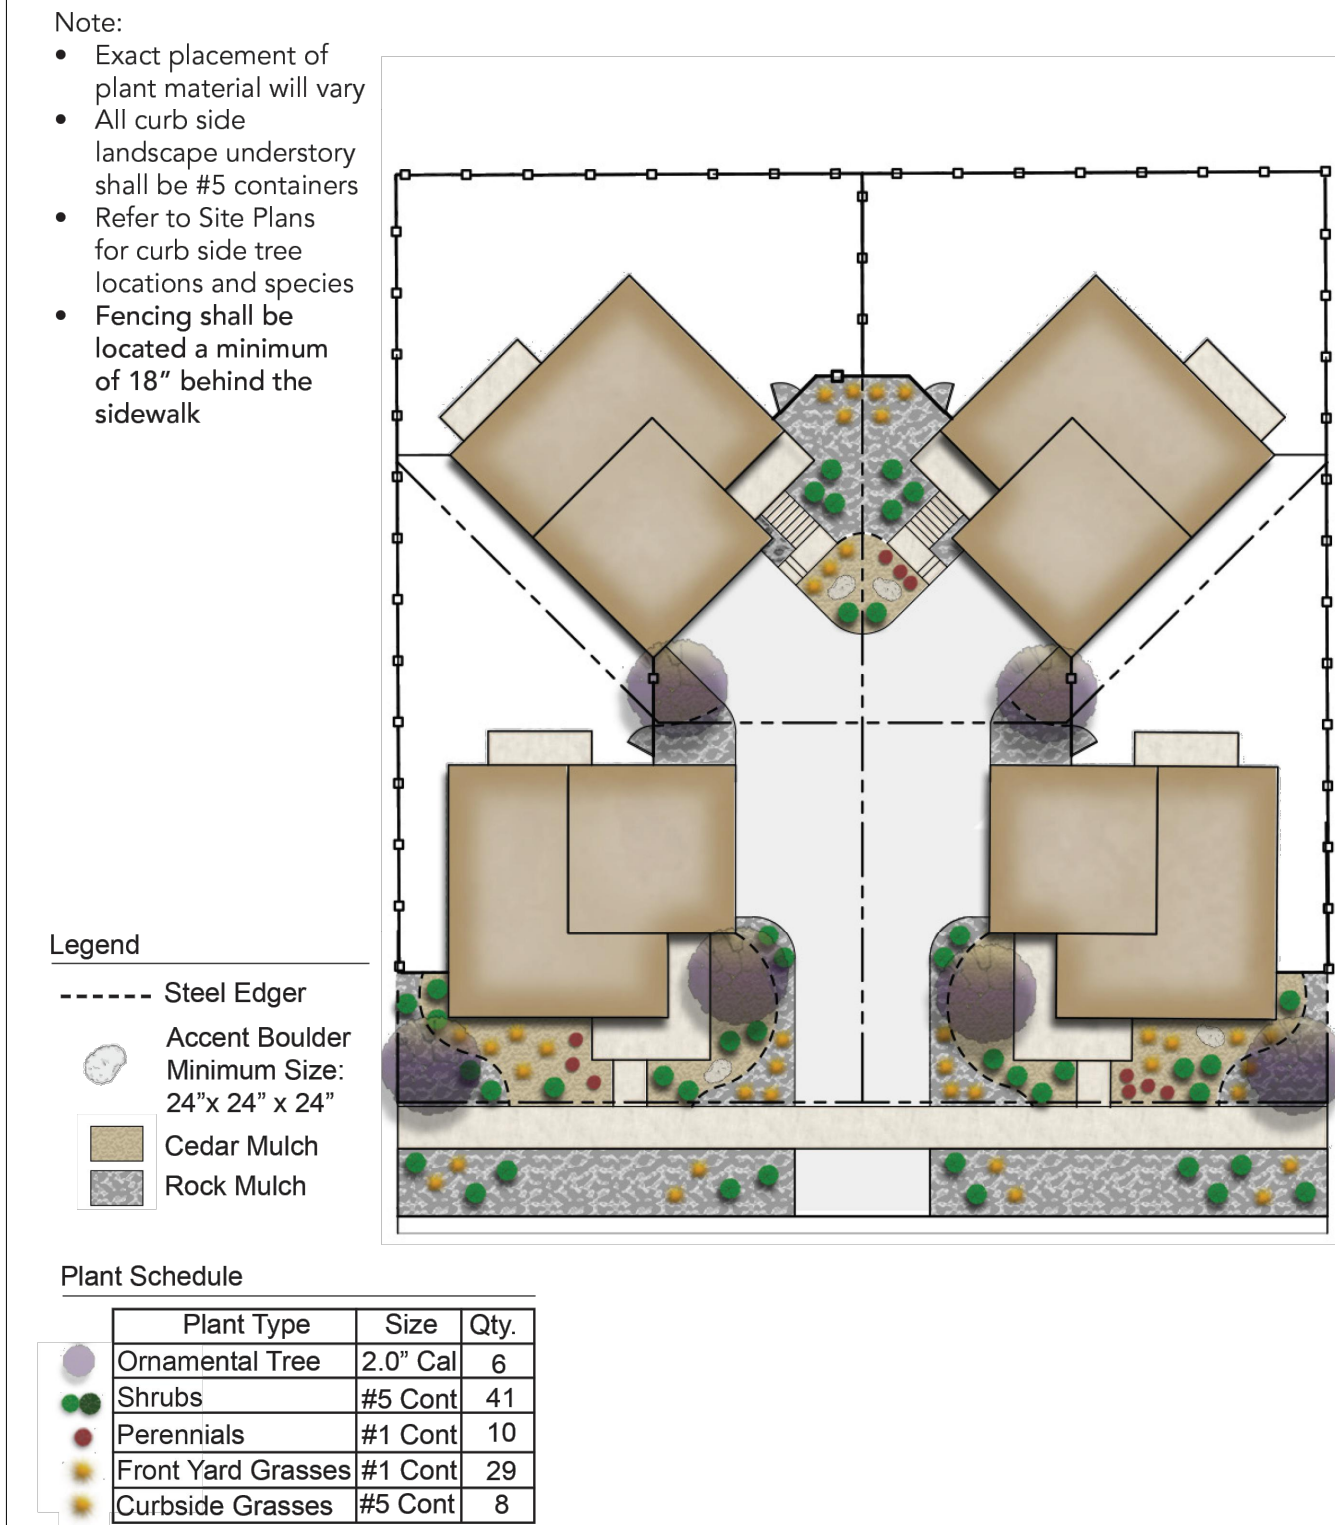 Note:
• Exact placement of
plant material will vary
• All curb side
landscape understory
shall be #5 containers
• Refer to Site Plans
for curb side tree
locations and species
• Fencing shall be
located a minimum
of 18” behind the
sidewalk
Legend
Steel Edger
Accent Boulder
Minimum Size:
24”x 24” x 24”
Cedar Mulch
Rock Mulch
Plant Schedule
Plant Type Size Qty.
Ornamental Tree 2.0” Cal 6
Shrubs #5 Cont 41
Perennials #1 Cont 10
Front Yard Grasses #1 Cont 29
Curbside Grasses #5 Cont 8